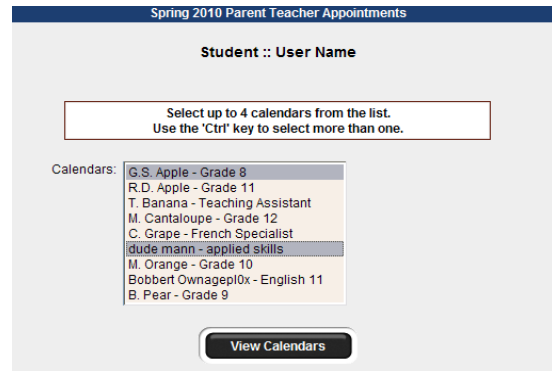 Spring 2010 Parent Teacher Appointments
Student :: User Name
Select up to 4 calendars from the list.
Use the 'Ctrl' key to select more than one.
Calendars:
G.S. Apple - Grade 8
R.D. Apple - Grade 11
T. Banana - Teaching Assistant
M. Cantaloupe - Grade 12
C. Grape - French Specialist
dude mann - applied skills
M. Orange - Grade 10
Bobbert Ownagepl0x - English 11
B. Pear - Grade 9
View Calendars